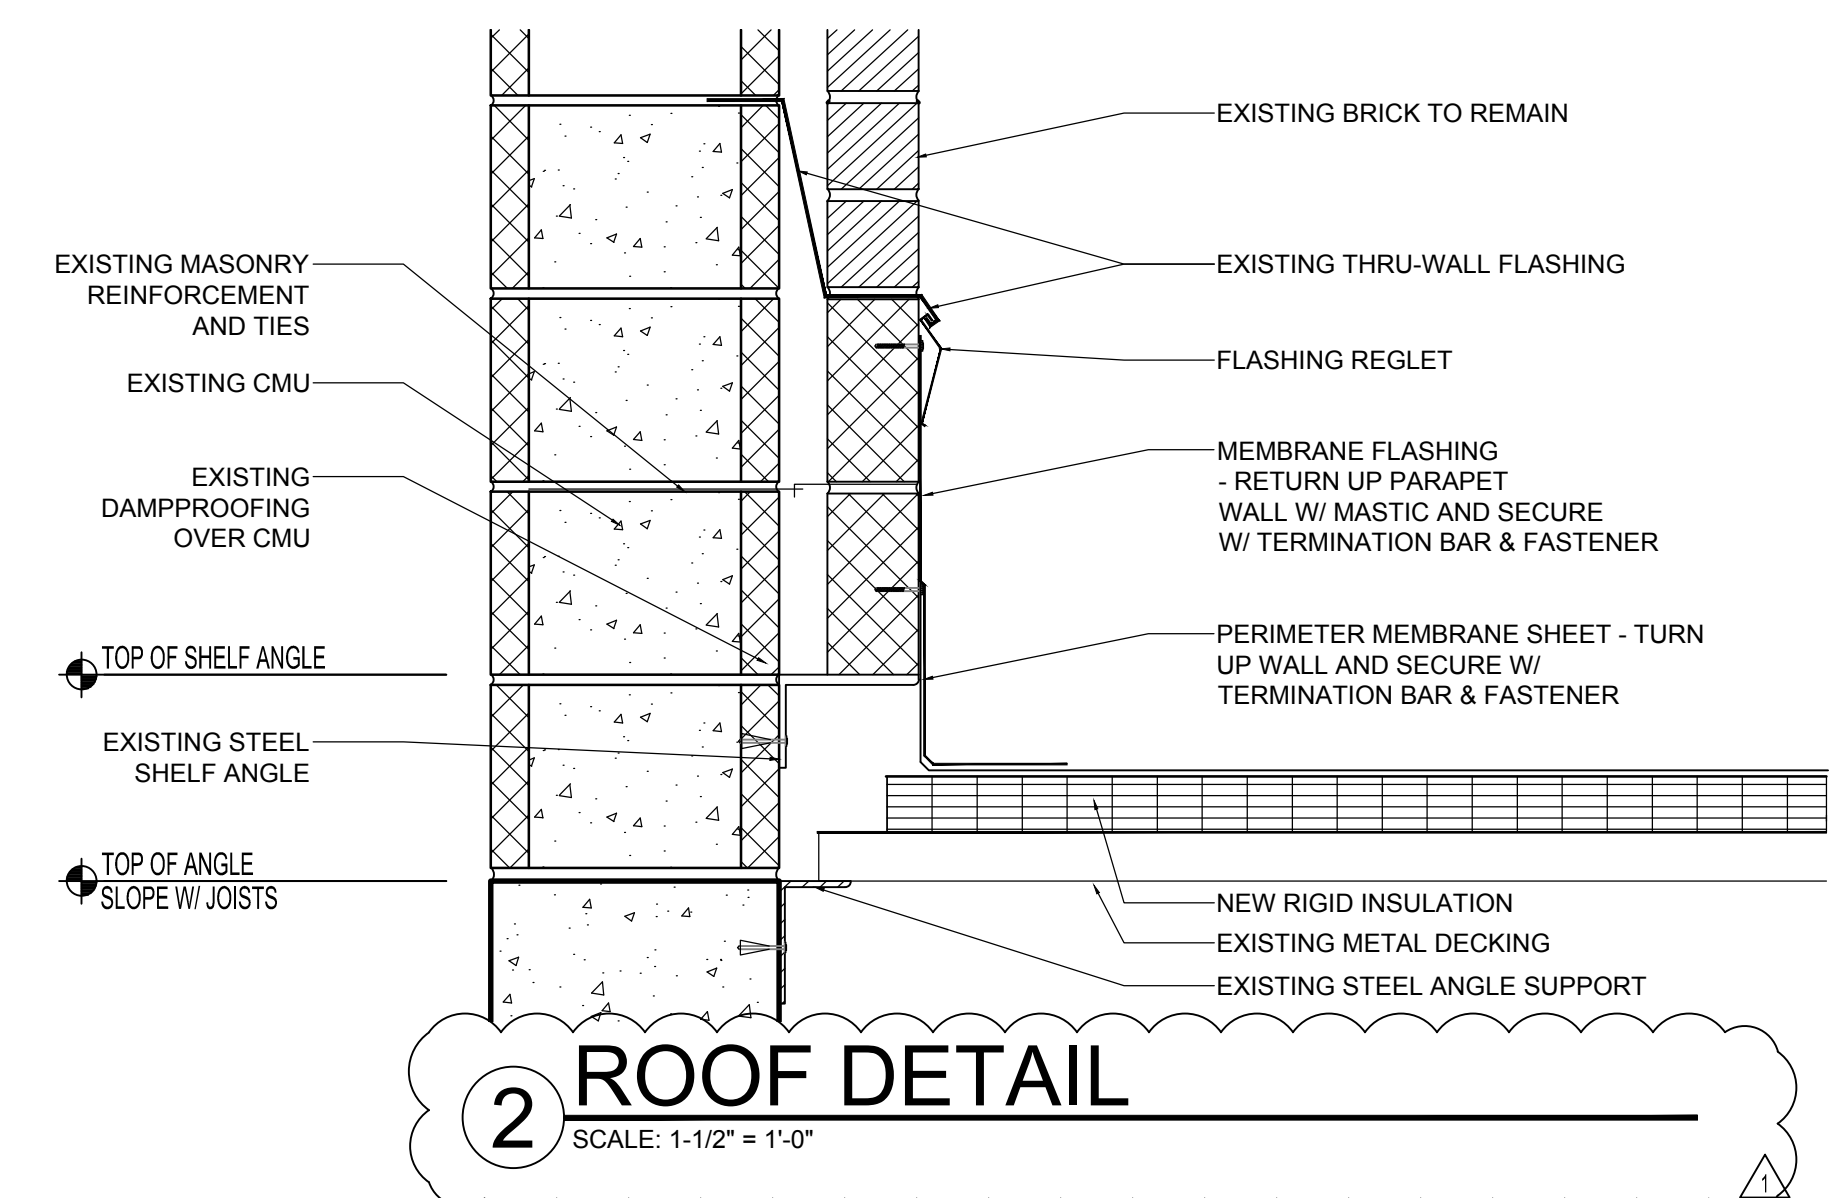 EXISTING BRICK TO REMAIN
EXISTING MASONRY
REINFORCEMENT
AND TIES
EXISTING THRU-WALL FLASHING
FLASHING REGLET
EXISTING CMU
MEMBRANE FLASHING
- RETURN UP PARAPET
WALL W/ MASTIC AND SECURE
W/ TERMINATION BAR & FASTENER
EXISTING
DAMPPROOFING
OVER CMU
PERIMETER MEMBRANE SHEET - TURN
UP WALL AND SECURE W/
TERMINATION BAR & FASTENER
TOP OF SHELF ANGLE
EXISTING STEEL
SHELF ANGLE
TOP OF ANGLE
SLOPE W/ JOISTS
NEW RIGID INSULATION
EXISTING METAL DECKING
EXISTING STEEL ANGLE SUPPORT
2
ROOF DETAIL
SCALE: 1-1/2" = 1'-0"
1